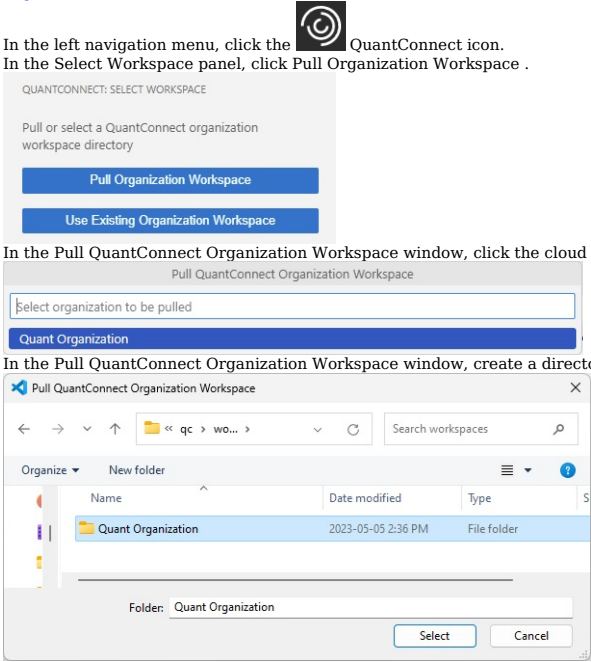 In the left navigation menu, click the QuantConnect icon.
In the Select Workspace panel, click Pull Organization Workspace .
QUANTCONNECT: SELECT WORKSPACE
Pull or select a QuantConnect organization
workspace directory
Pull Organization Workspace
Use Existing Organization Workspace
In the Pull QuantConnect Organization Workspace window, click the cloud
Pull QuantConnect Organization Workspace
Select organization to be pulled
Quant Organization
In the Pull QuantConnect Organization Workspace window, create a directo
Pull QuantConnect Organization Workspace
« qc › wo... ›
Search workspaces
Organize
New folder
Name
Date modified
Type
S
Quant Organization
2023-05-05 2:36 PM
File folder
Folder:
Quant Organization
Select
Cancel